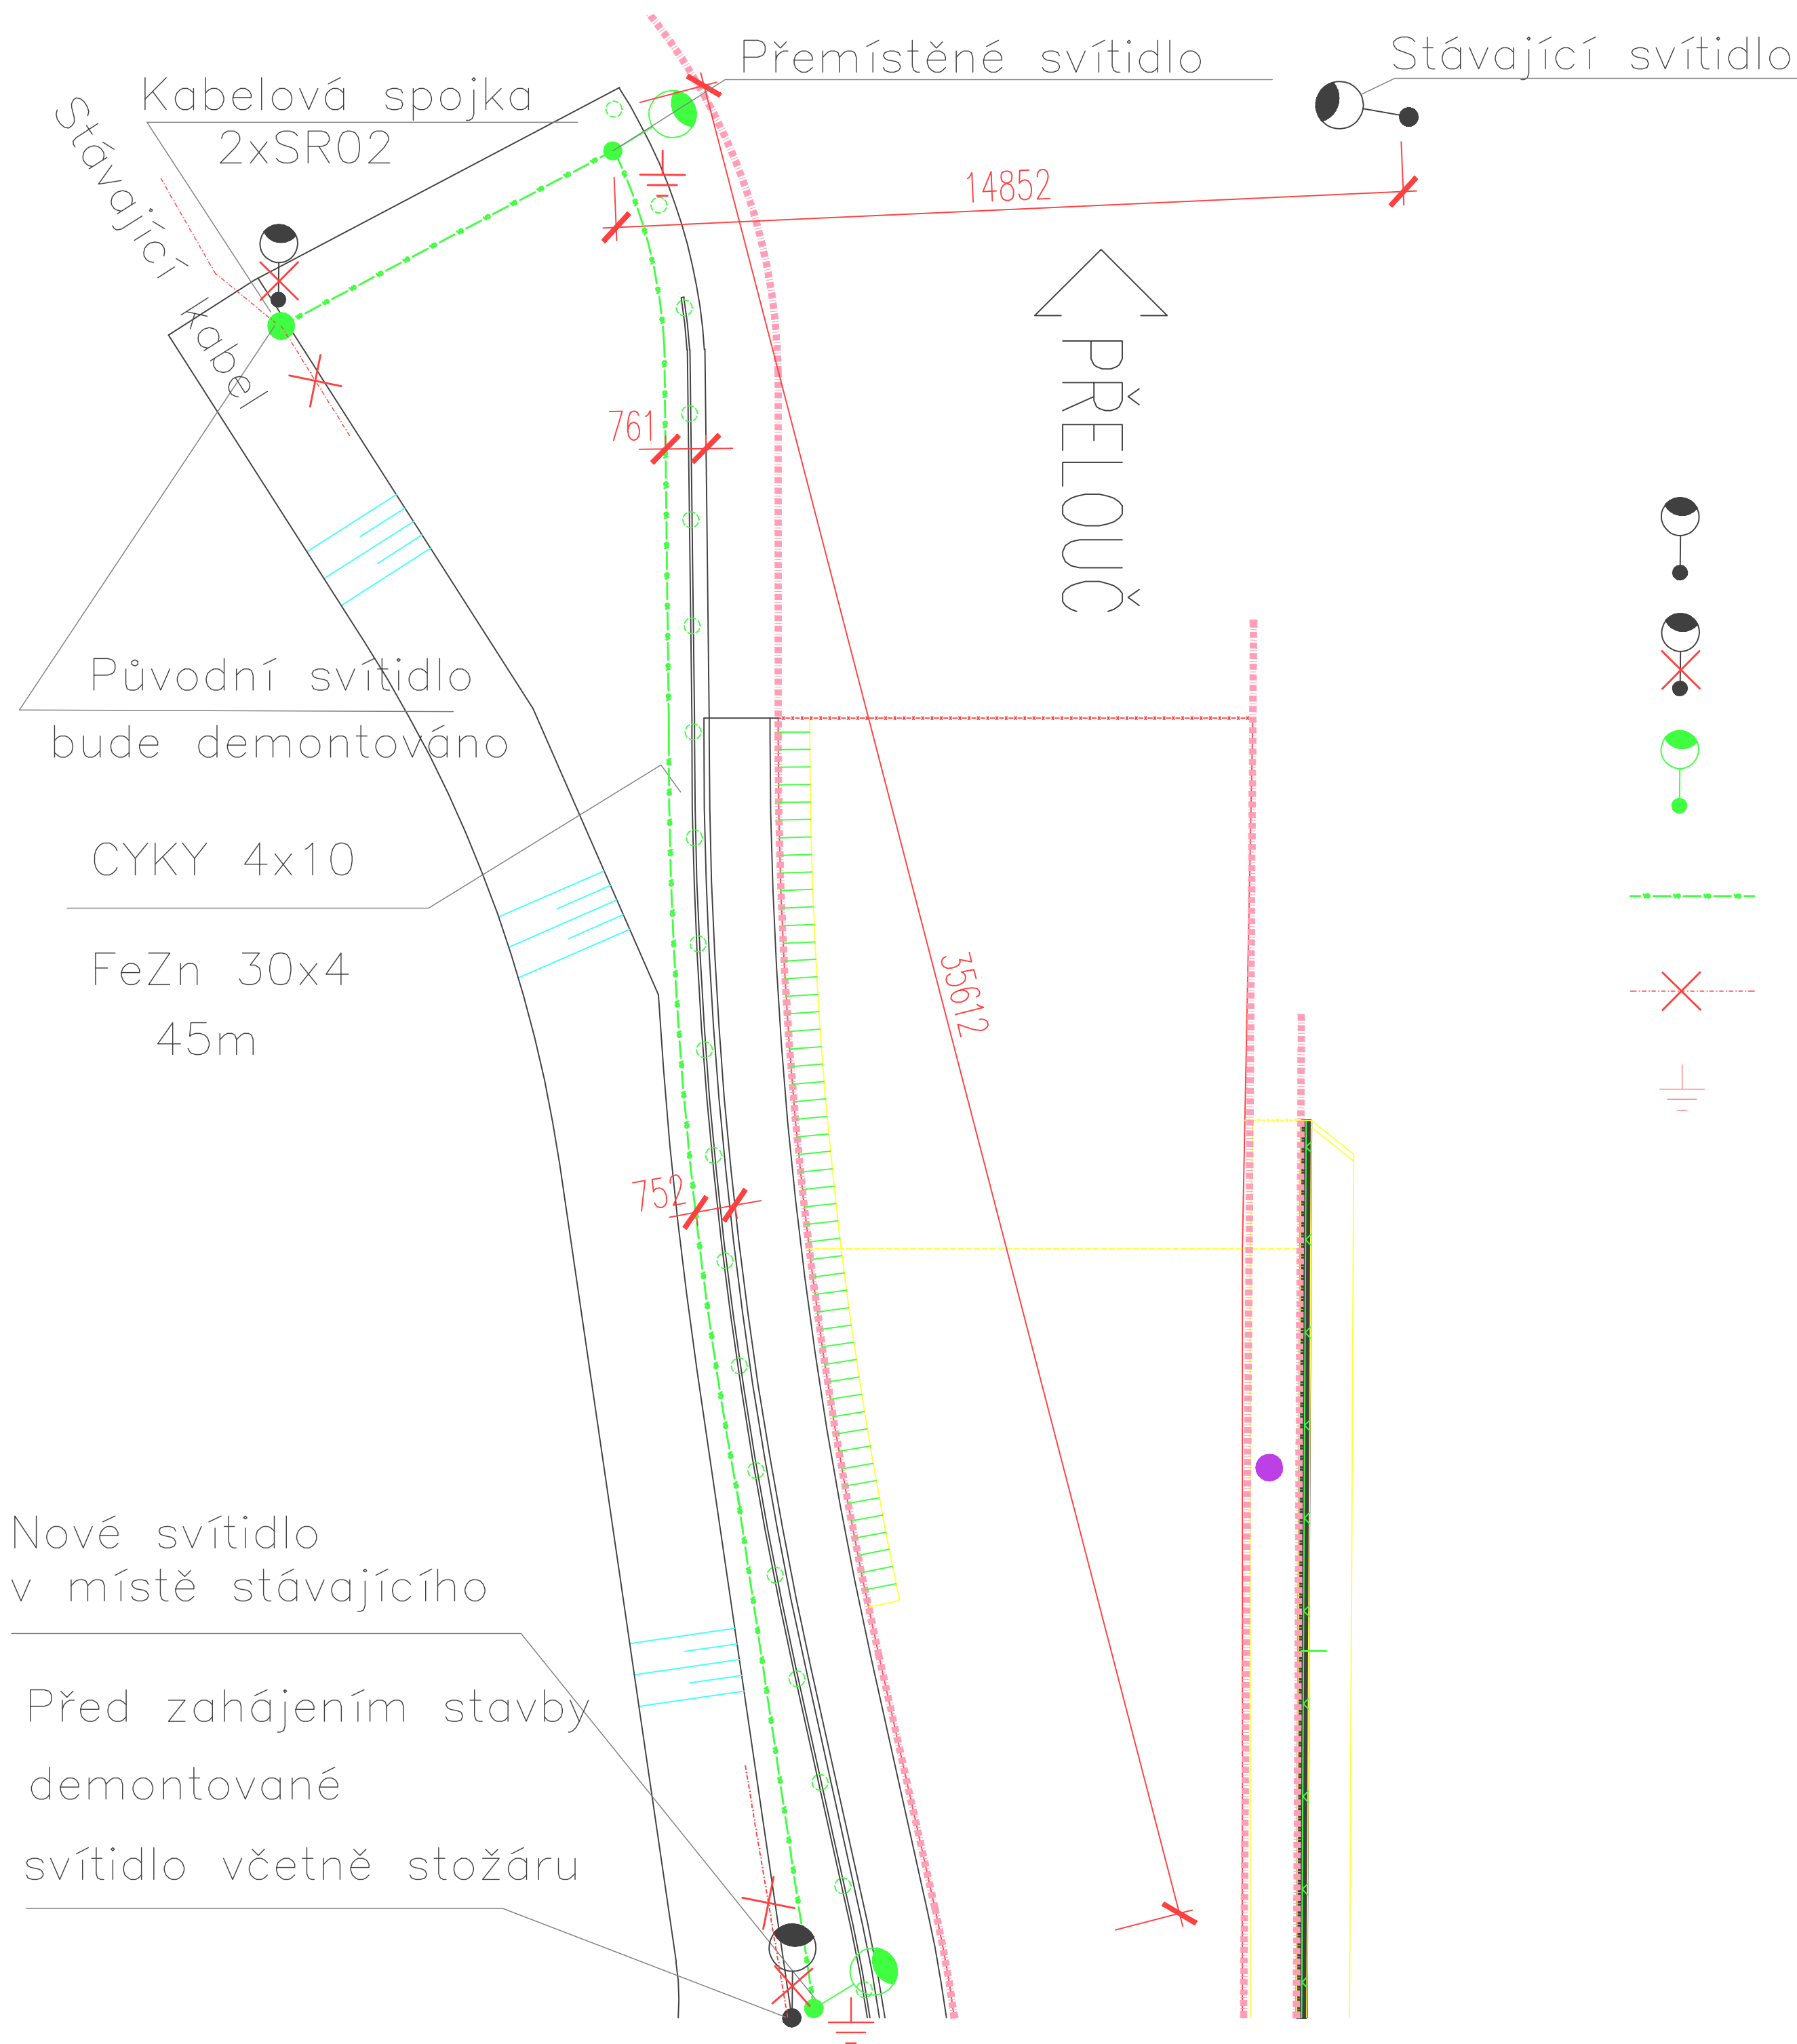 Přemístěné svítidlo
Stávající svítidlo
Kabelová spojka
2xSR02
Stávající kabel
14852
PŘELOUČ
761
Původní svítidlo
bude demontováno
CYKY 4x10
FeZn 30x4
45m
35612
752
Nové svítidlo
v místě stávajícího
Před zahájením stavby
demontované
svítidlo včetně stožáru